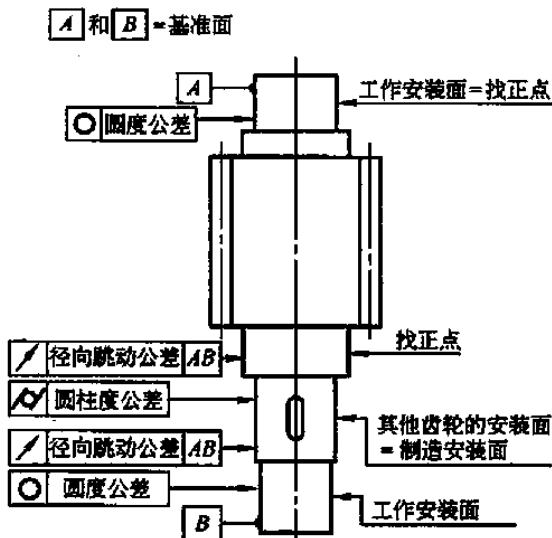 A 和 B =基准面
A
工作安装面=找正点
圆度公差
径向跳动公差 AB
找正点
圆柱度公差
其他齿轮的安装面
=制造安装面
径向跳动公差 AB
圆度公差
工作安装面
B